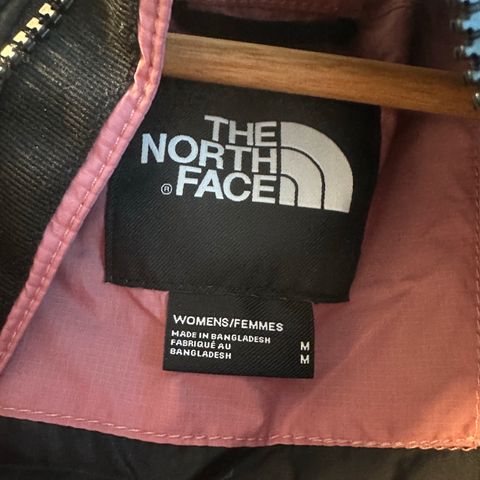 THE
NORTH
® FACE
WOMENS/FEMMES
MADE IN BANGLADESH M
FABRIQUÉ AU M
BANGLADESH